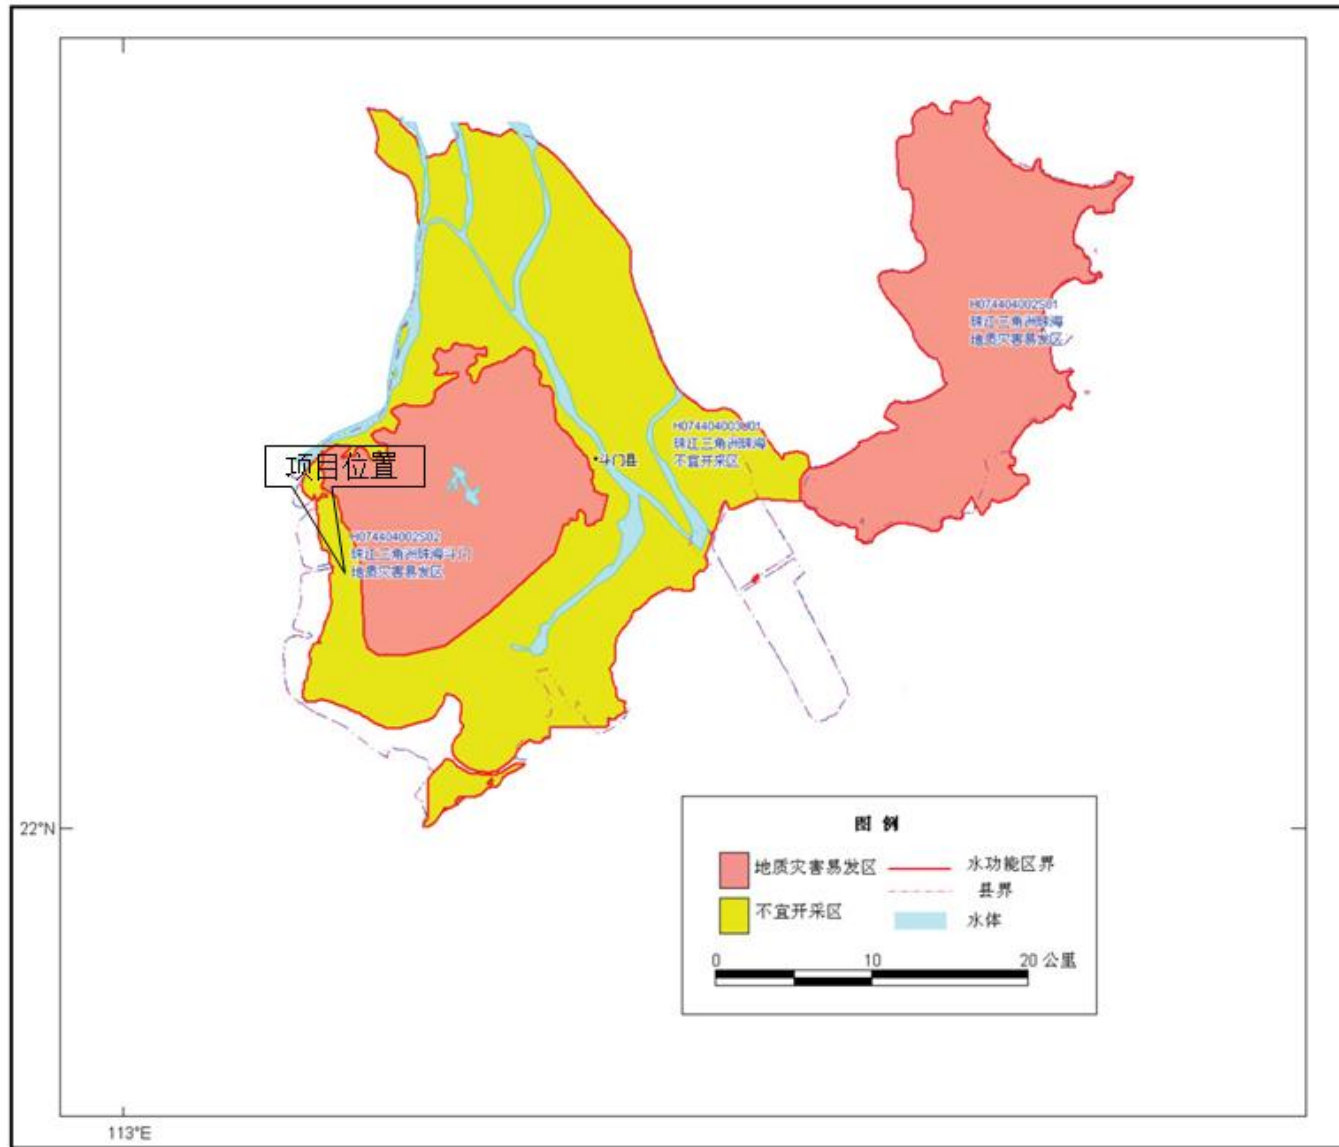 H074404002S01
珠江三角洲珠海
地质灾害易发区
H074404003U01
珠江三角洲珠海
不宜开采区
斗门县
项目位置
H074404002S02
珠江三角洲珠海斗门
地质灾害易发区
22°N
图 例
地质灾害易发区
水功能区界
县界
不宜开采区
水体
0 10 20 公里
113°E